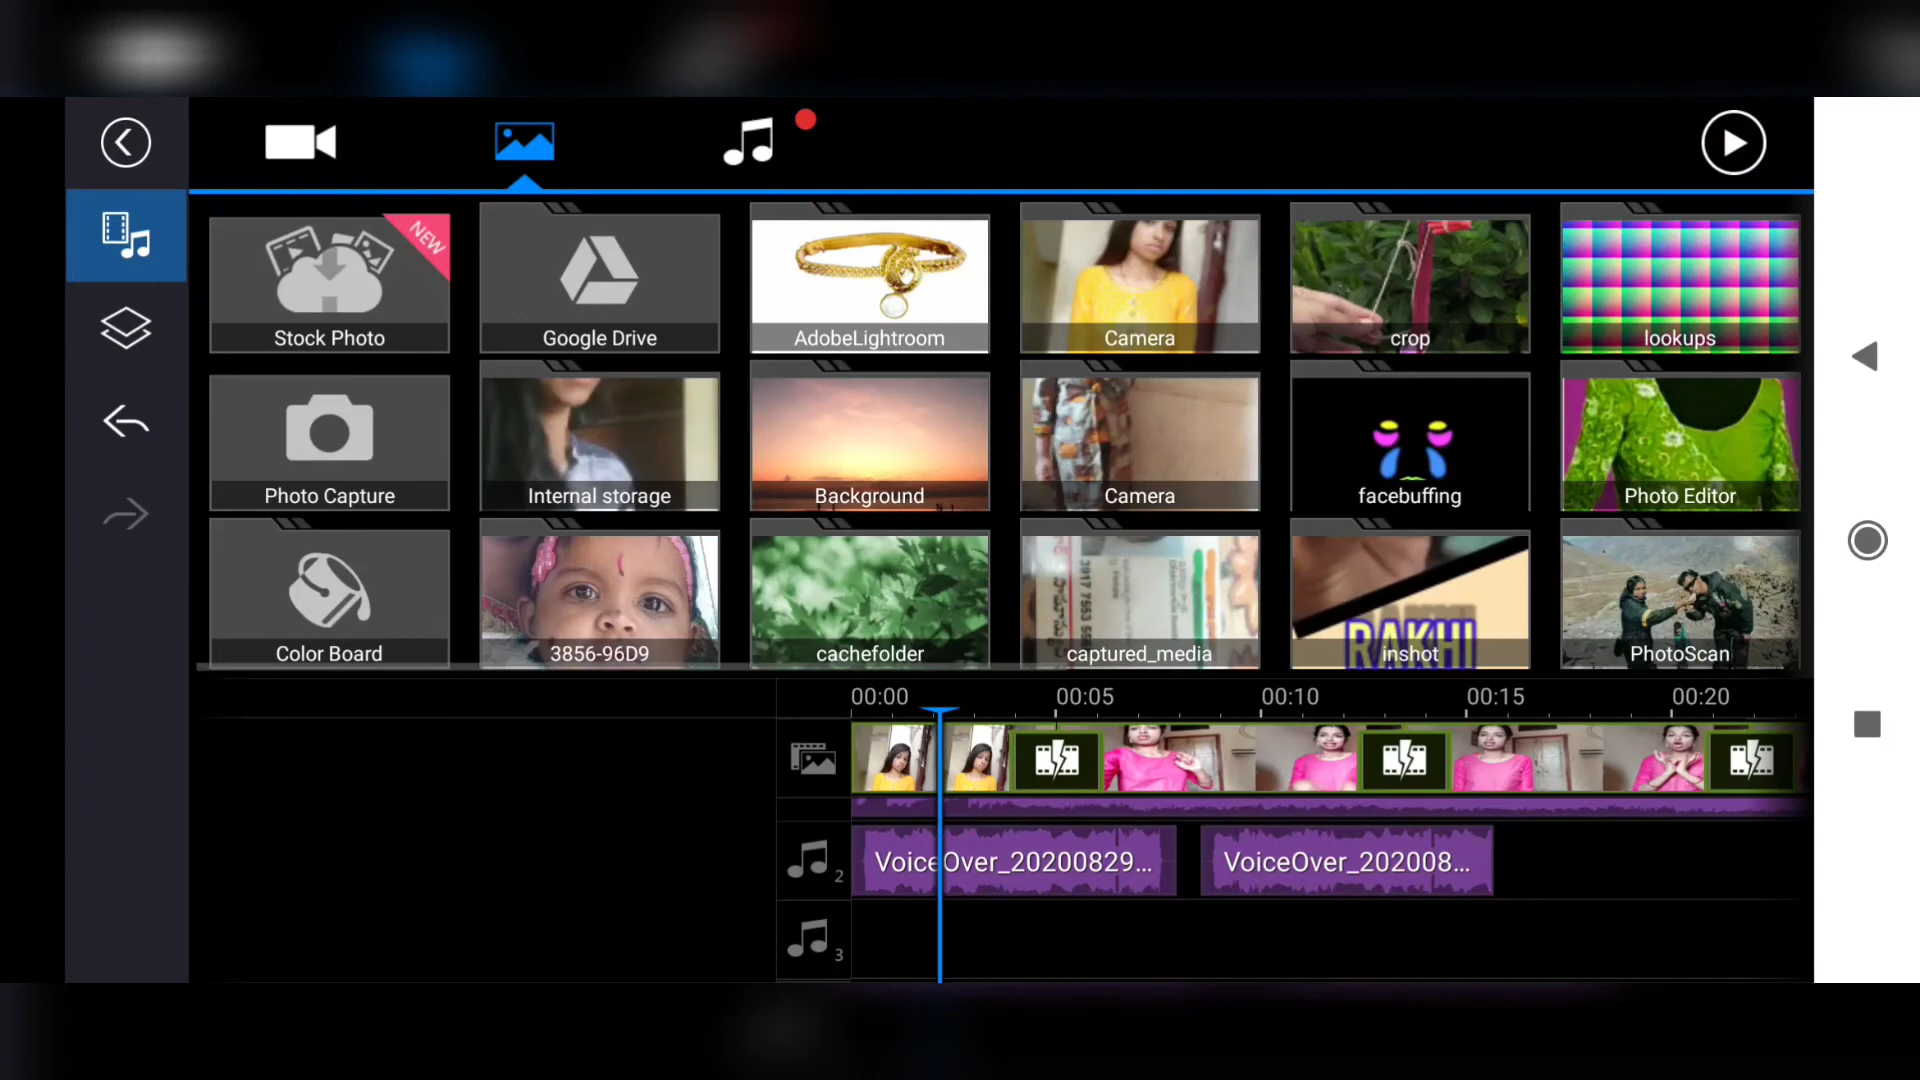 NEW
Stock Photo
Google Drive
AdobeLightroom
Camera
crop
lookups
Photo Capture
Internal storage
Background
Camera
facebuffing
Photo Editor
Color Board
3856-96D9
cachefolder
captured_media
RAKHI
inshot
PhotoScan
00:00
00:05
00:10
00:15
00:20
VoiceOver_20200829...
VoiceOver_202008...
2
3